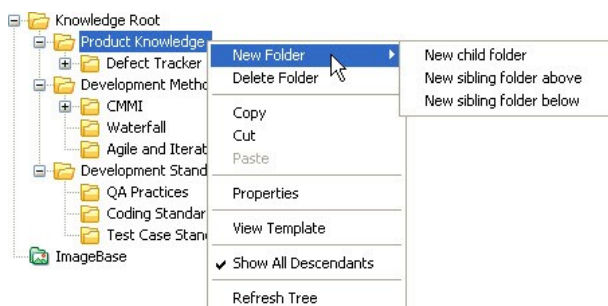 Knowledge Root
Product Knowledge
Defect Tracker
Development Metho
CMMI
Waterfall
Agile and Iterat
Development Stand
QA Practices
Coding Standar
Test Case Stan
ImageBase
New Folder
Delete Folder
Copy
Cut
Paste
Properties
View Template
Show All Descendants
Refresh Tree
New child folder
New sibling folder above
New sibling folder below